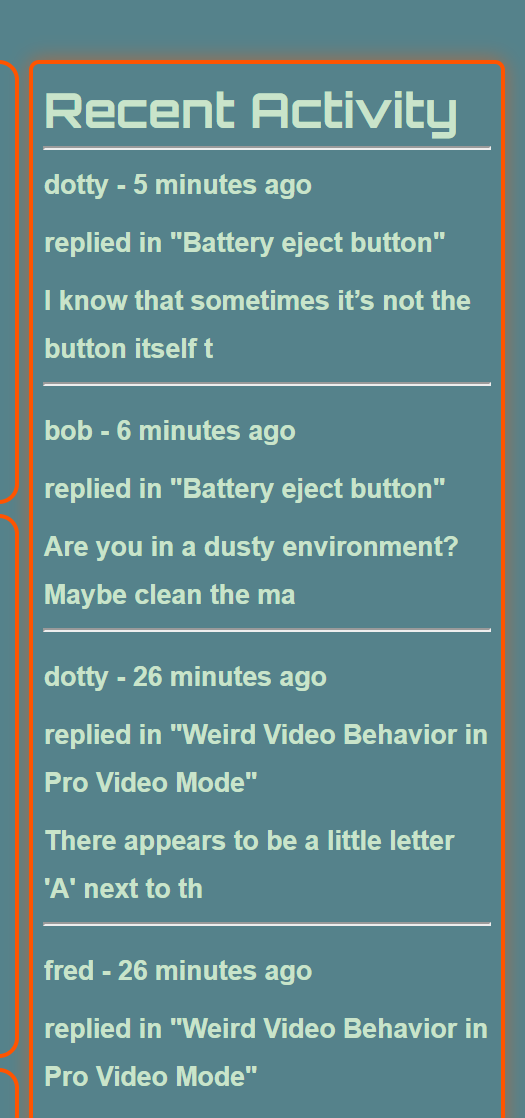 Recent Activity
dotty - 5 minutes ago
replied in "Battery eject button"
I know that sometimes it’s not the
button itself t
bob - 6 minutes ago
replied in "Battery eject button"
Are you in a dusty environment?
Maybe clean the ma
dotty - 26 minutes ago
replied in "Weird Video Behavior in
Pro Video Mode"
There appears to be a little letter
'A' next to th
fred - 26 minutes ago
replied in "Weird Video Behavior in
Pro Video Mode"